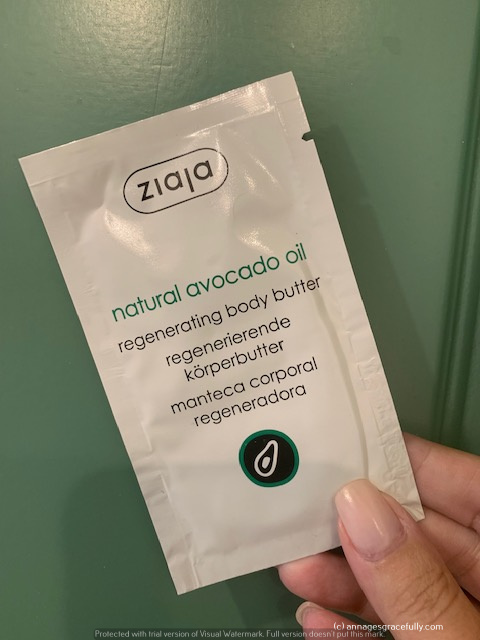 ziaja
natural avocado oil
regenerating body butter
regenerierende
körperbutter
manteca corporal
regeneradora
(c) annagesgracefully.com
Protected with trial version of Visual Watermark. Full version doesn't put this mark.